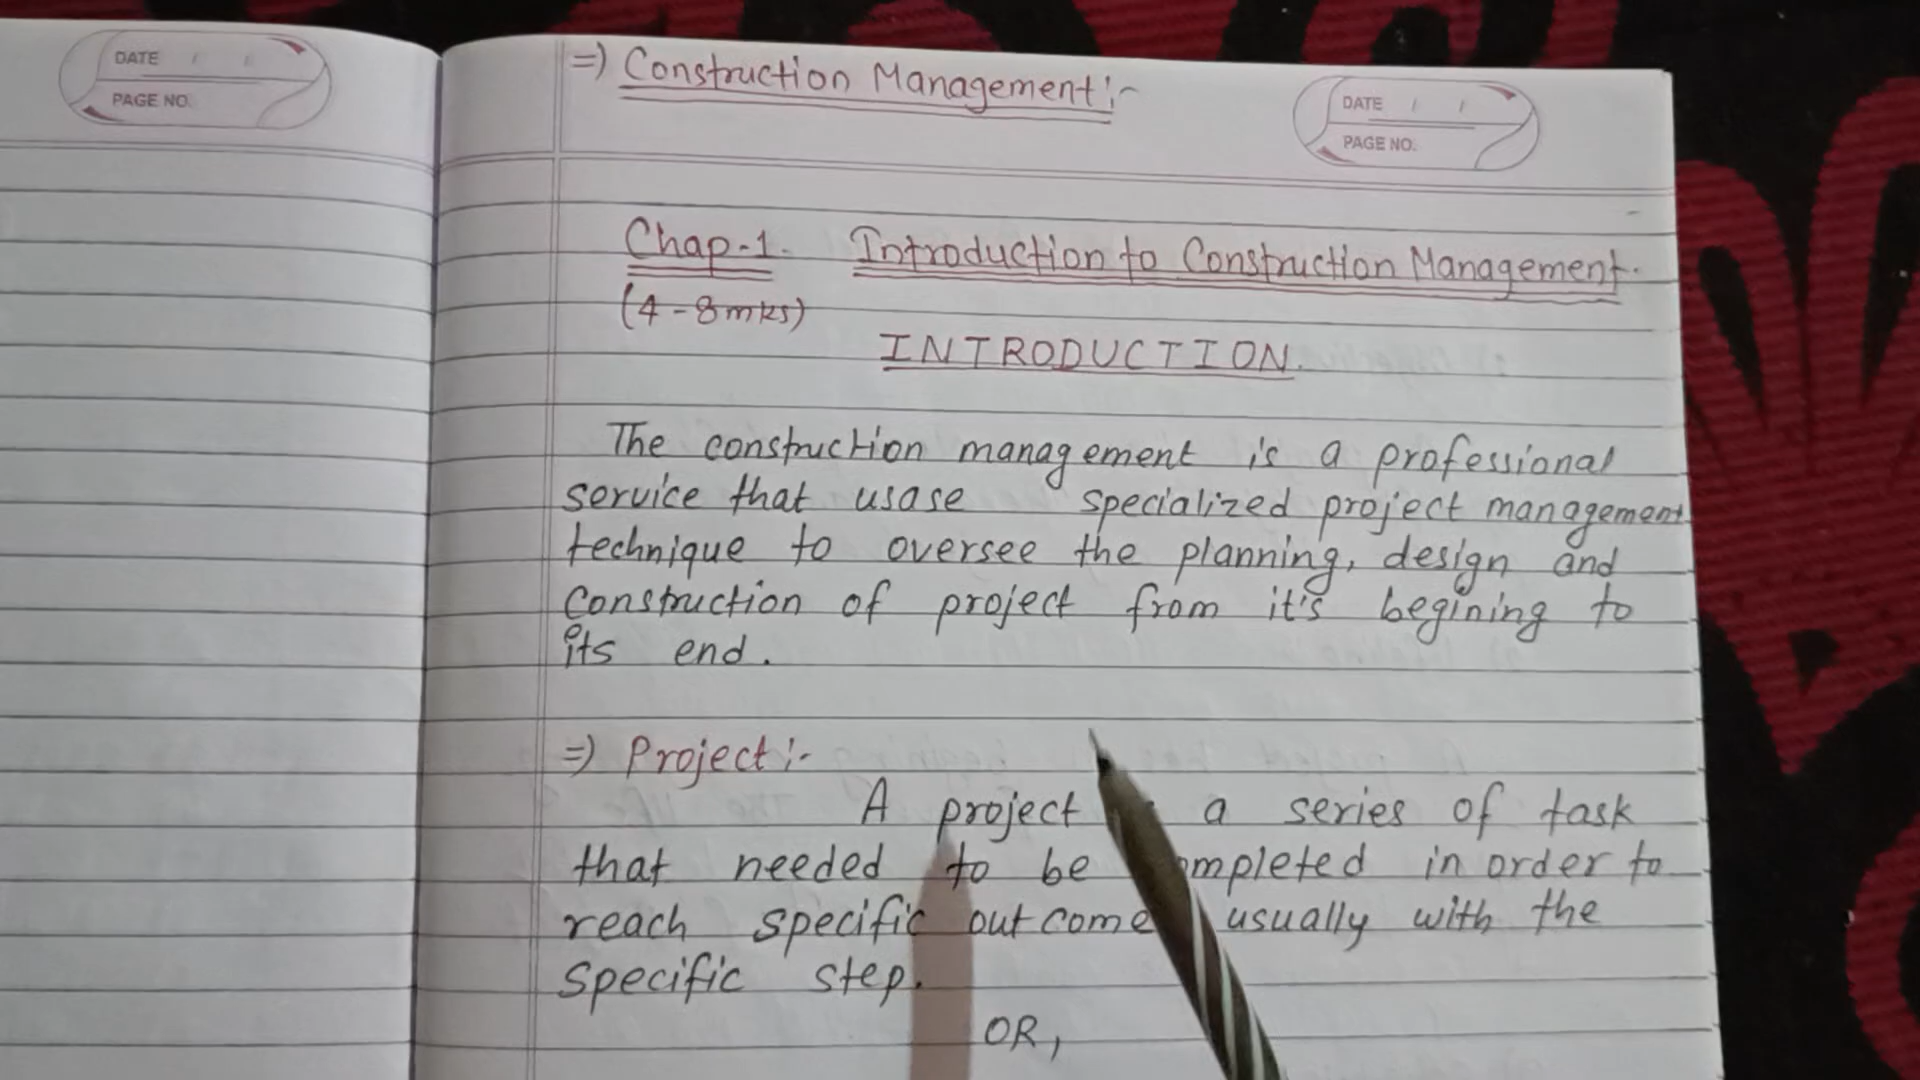 DATE / /
PAGE NO.
=) Construction Management :-
DATE / /
PAGE NO.
Chap-1. Introduction to Construction Management.
(4-8mks)
INTRODUCTION.
The construction management is a professional
service that usase specialized project management
technique to oversee the planning, design and
construction of project from it's begining to
its end.
=) Project :-
A project a series of task
that needed to be mpleted in order to
reach specific outcome usually with the
specific step.
OR,